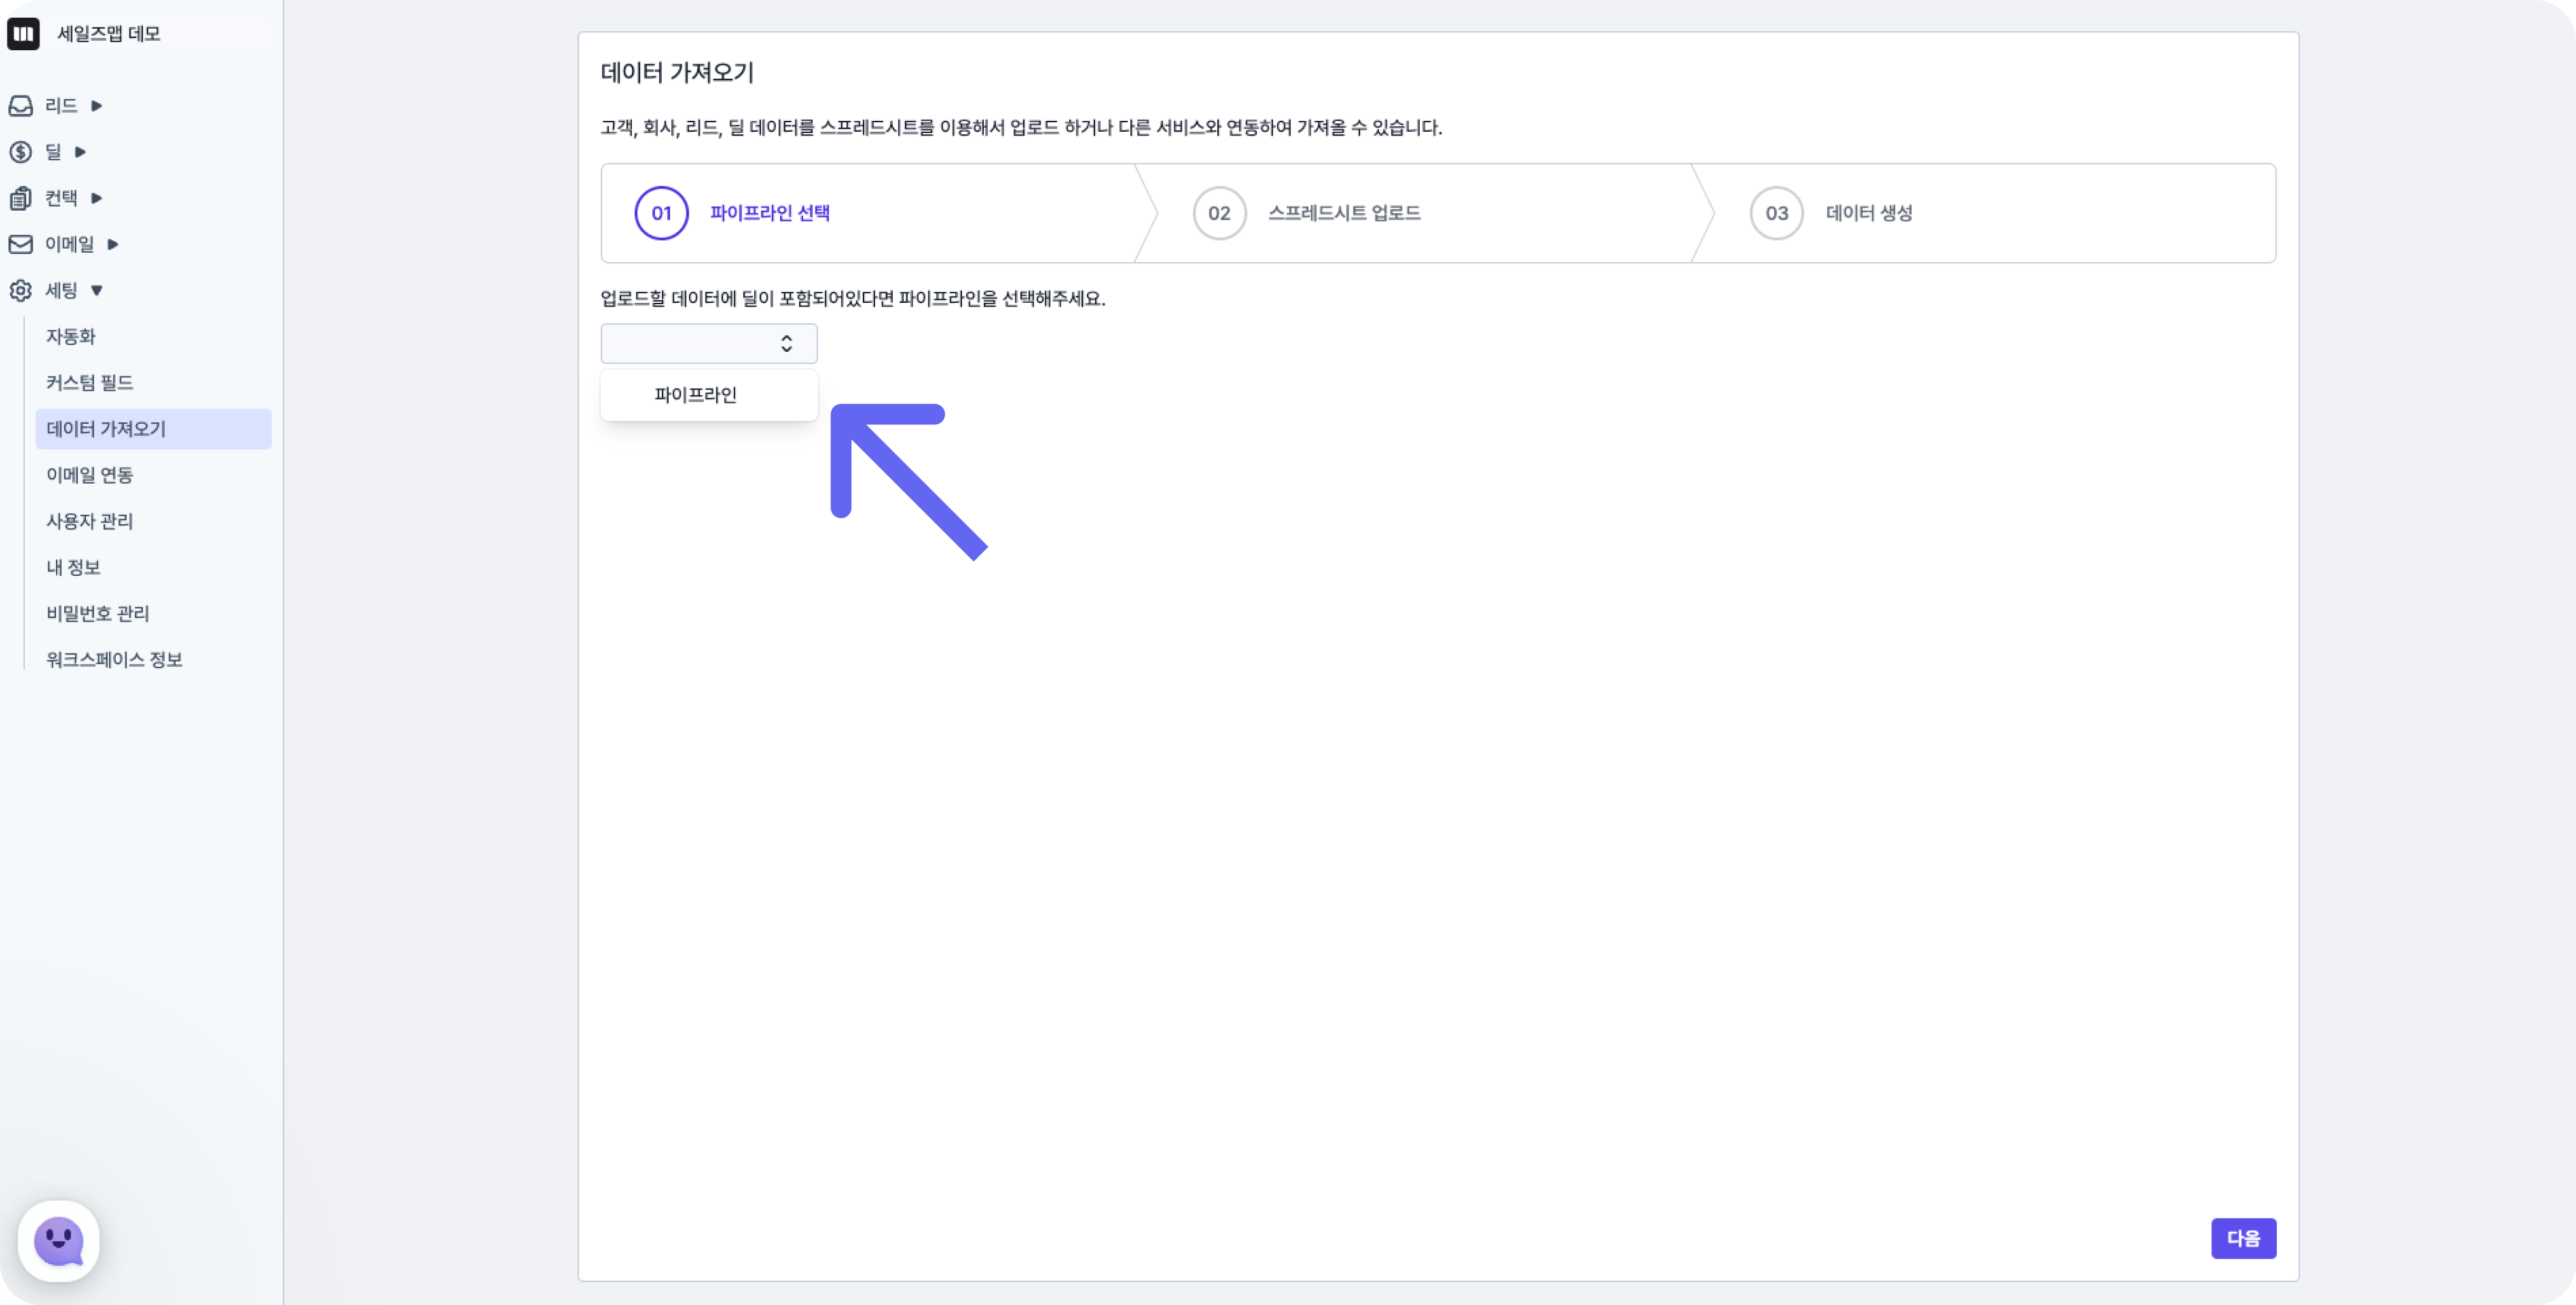 세일즈맵 데모
리드
딜
컨택
이메일
세팅
자동화
커스텀 필드
데이터 가져오기
이메일 연동
사용자 관리
내 정보
비밀번호 관리
워크스페이스 정보
데이터 가져오기
고객, 회사, 리드, 딜 데이터를 스프레드시트를 이용해서 업로드 하거나 다른 서비스와 연동하여 가져올 수 있습니다.
01 파이프라인 선택
02 스프레드시트 업로드
03 데이터 생성
업로드할 데이터에 딜이 포함되어있다면 파이프라인을 선택해주세요.
파이프라인
다음